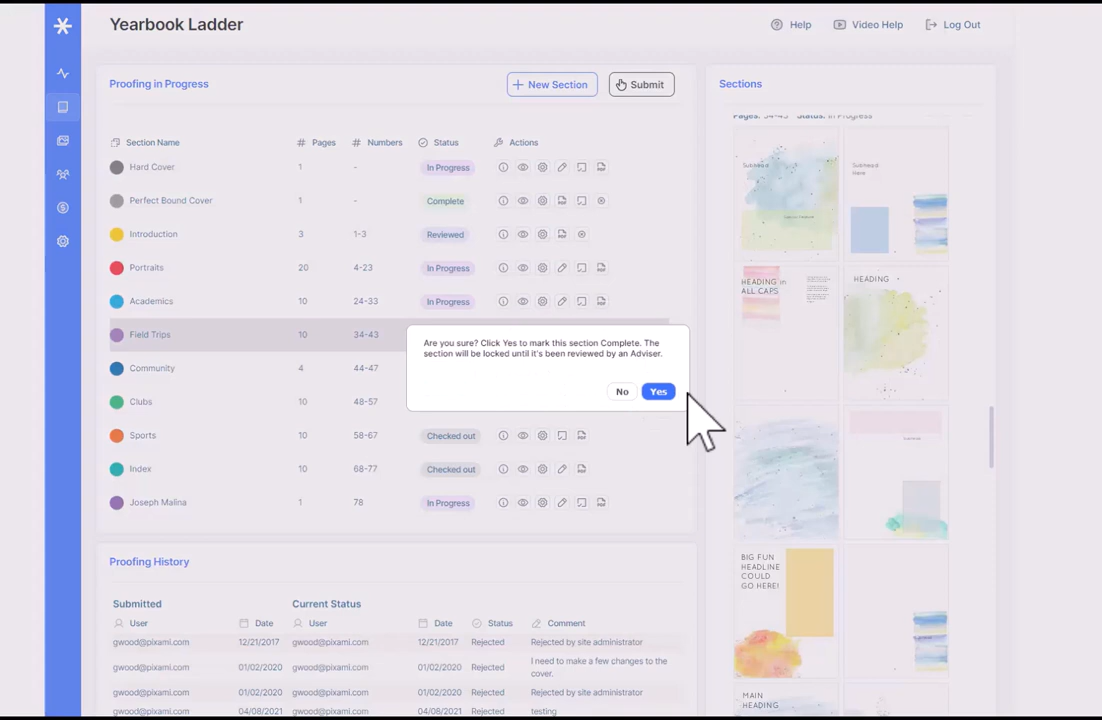 Yearbook Ladder
Help
Video Help
Log Out
Proofing in Progress
New Section
Submit
Section Name # Pages # Numbers Status Actions
Hard Cover 1 - In Progress
Perfect Bound Cover 1 - Complete
Introduction 3 1-3 Reviewed
Portraits 20 4-23 In Progress
Academics 10 24-33 In Progress
Field Trips 10 34-43
Community 4 44-47
Clubs 10 48-57
Sports 10 58-67 Checked out
Index 10 68-77 Checked out
Joseph Malina 1 78 In Progress
Are you sure? Click Yes to mark this section Complete. The
section will be locked until it's been reviewed by an Adviser.
No Yes
Proofing History
Submitted Current Status
User Date User Date Status Comment
gwood@pixami.com 12/21/2017 gwood@pixami.com 12/21/2017 Rejected Rejected by site administrator
gwood@pixami.com 01/02/2020 gwood@pixami.com 01/02/2020 Rejected I need to make a few changes to the
cover.
gwood@pixami.com 01/02/2020 gwood@pixami.com 01/02/2020 Rejected Rejected by site administrator
gwood@pixami.com 04/08/2021 gwood@pixami.com 04/08/2021 Rejected testing
Sections
Pages: 34-43 Status: In Progress
Subhead
Subhead
Here
HEADING in
ALL CAPS
HEADING
BIG FUN
HEADLINE
COULD
GO HERE!
MAIN
HEADING